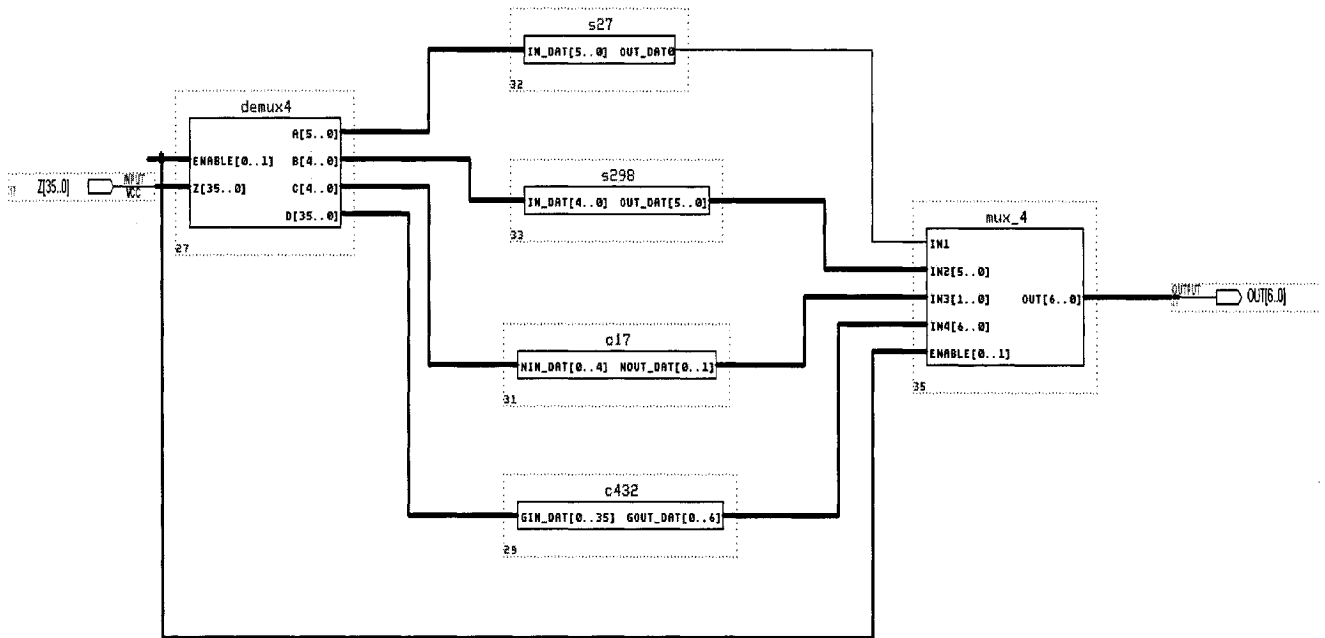 s27
IN_DAT[5..0] OUT_DAT0
32
demux4
A[5..0]
ENABLE[0..1] B[4..0]
Z[35..0] INPUT VCC Z[35..0] C[4..0]
D[35..0]
27
s298
IN_DAT[4..0] OUT_DAT[5..0]
33
mux_4
IN1
IN2[5..0]
IN3[1..0] OUT[6..0] OUTPUT OUT[6..0]
IN4[6..0]
ENABLE[0..1]
35
c17
NIN_DAT[0..4] NOUT_DAT[0..1]
31
c432
GIN_DAT[0..35] GOUT_DAT[0..6]
29